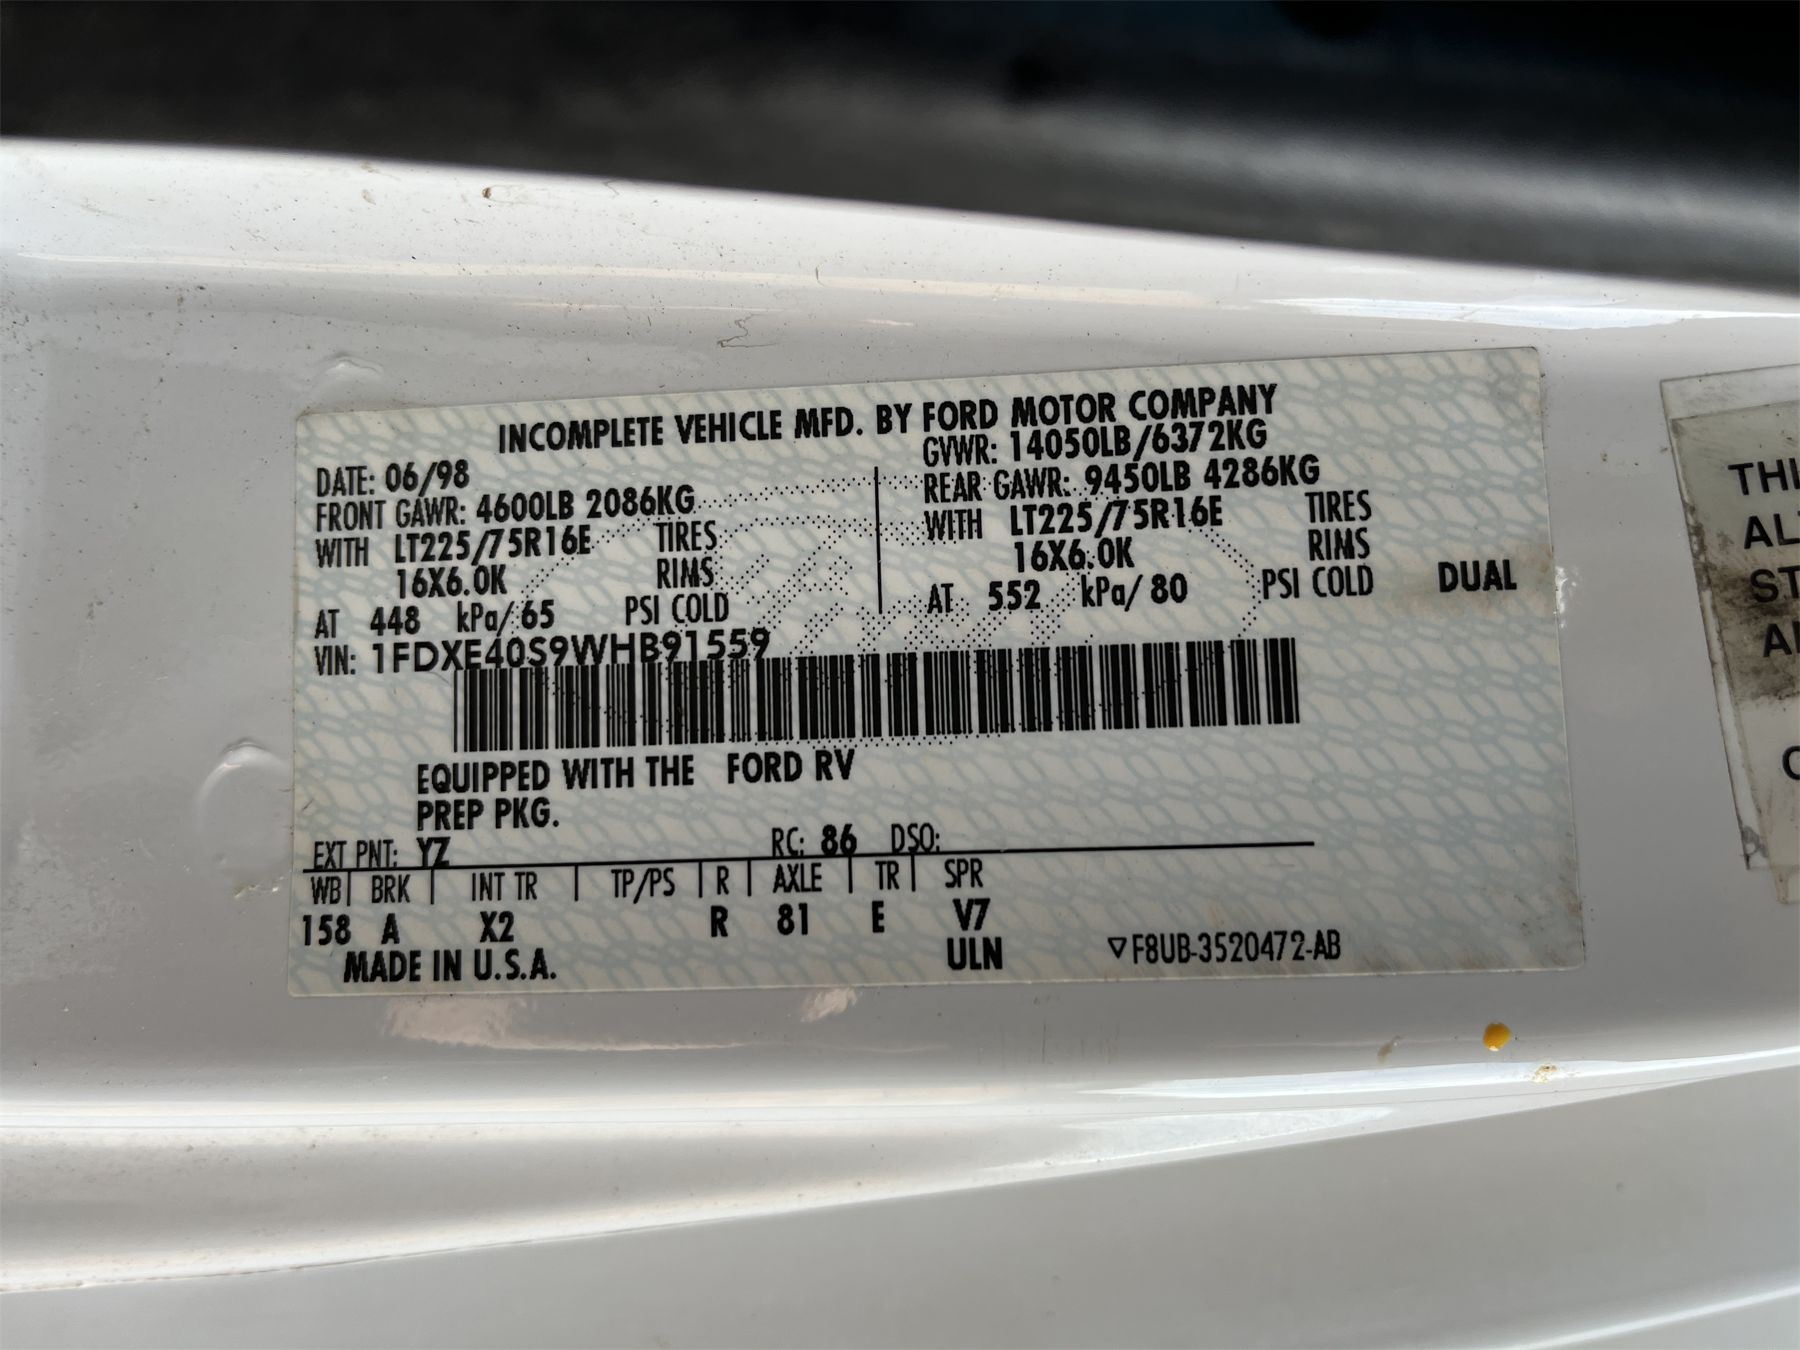 INCOMPLETE VEHICLE MFD. BY FORD MOTOR COMPANY
DATE: 06/98
GVWR: 14050LB/6372KG
FRONT GAWR: 4600LB 2086KG
REAR GAWR: 9450LB 4286KG
WITH LT225/75R16E TIRES
WITH LT225/75R16E TIRES
16X6.0K RIMS
16X6.0K RIMS
AT 448 kPa/65 PSI COLD
AT 552 kPa/80 PSI COLD DUAL
VIN: 1FDXE40S9WHB91559
EQUIPPED WITH THE FORD RV
PREP PKG.
EXT PNT: YZ RC: 86 DSO:
WB| BRK | INT TR | TP/PS | R | AXLE | TR | SPR
158 A X2 R 81 E V7
MADE IN U.S.A. ULN
▽F8UB-3520472-AB